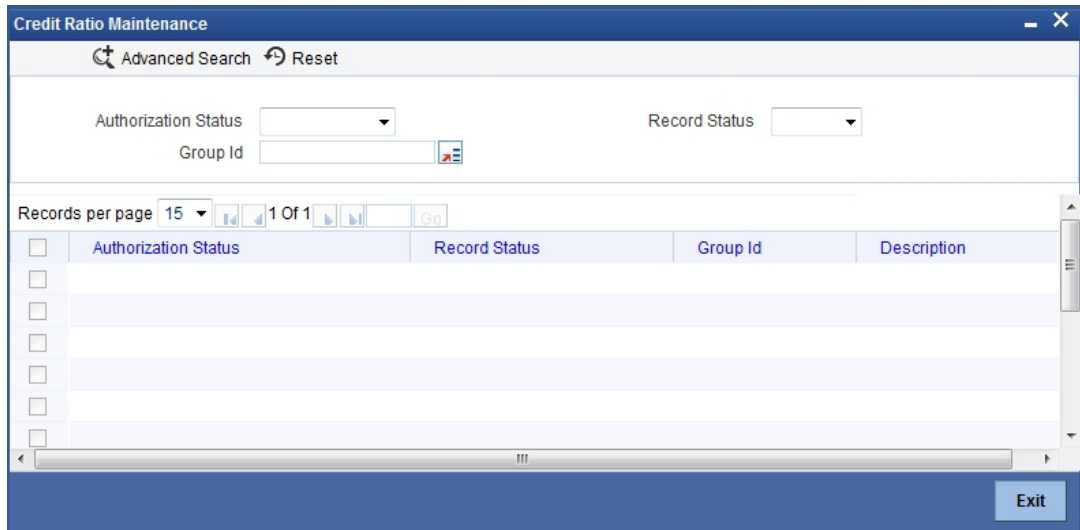 Credit Ratio Maintenance
Advanced Search Reset
Authorization Status Record Status
Group Id
Records per page 15 1 Of 1 Go
Authorization Status Record Status Group Id Description
Exit